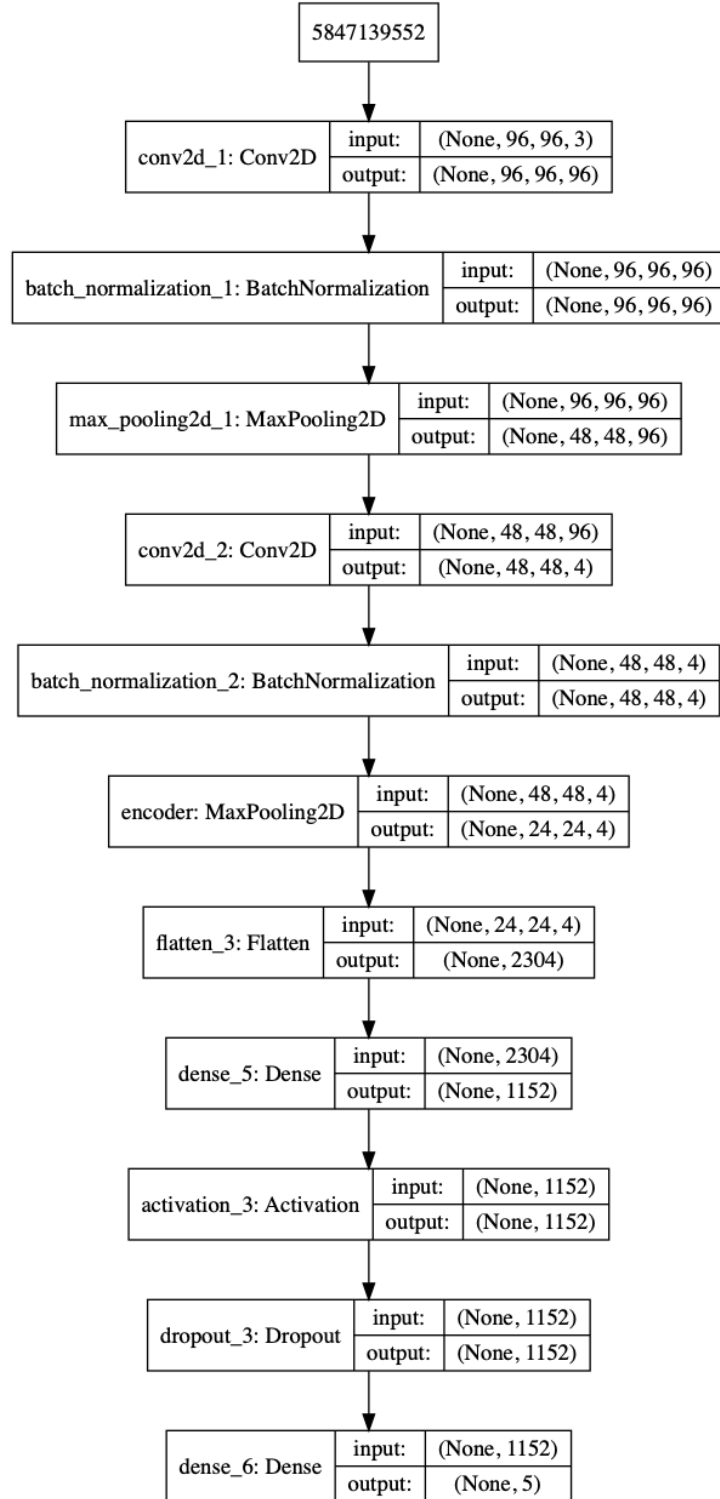 5847139552
conv2d_1: Conv2D
input: (None, 96, 96, 3)
output: (None, 96, 96, 96)
batch_normalization_1: BatchNormalization
input: (None, 96, 96, 96)
output: (None, 96, 96, 96)
max_pooling2d_1: MaxPooling2D
input: (None, 96, 96, 96)
output: (None, 48, 48, 96)
conv2d_2: Conv2D
input: (None, 48, 48, 96)
output: (None, 48, 48, 4)
batch_normalization_2: BatchNormalization
input: (None, 48, 48, 4)
output: (None, 48, 48, 4)
encoder: MaxPooling2D
input: (None, 48, 48, 4)
output: (None, 24, 24, 4)
flatten_3: Flatten
input: (None, 24, 24, 4)
output: (None, 2304)
dense_5: Dense
input: (None, 2304)
output: (None, 1152)
activation_3: Activation
input: (None, 1152)
output: (None, 1152)
dropout_3: Dropout
input: (None, 1152)
output: (None, 1152)
dense_6: Dense
input: (None, 1152)
output: (None, 5)